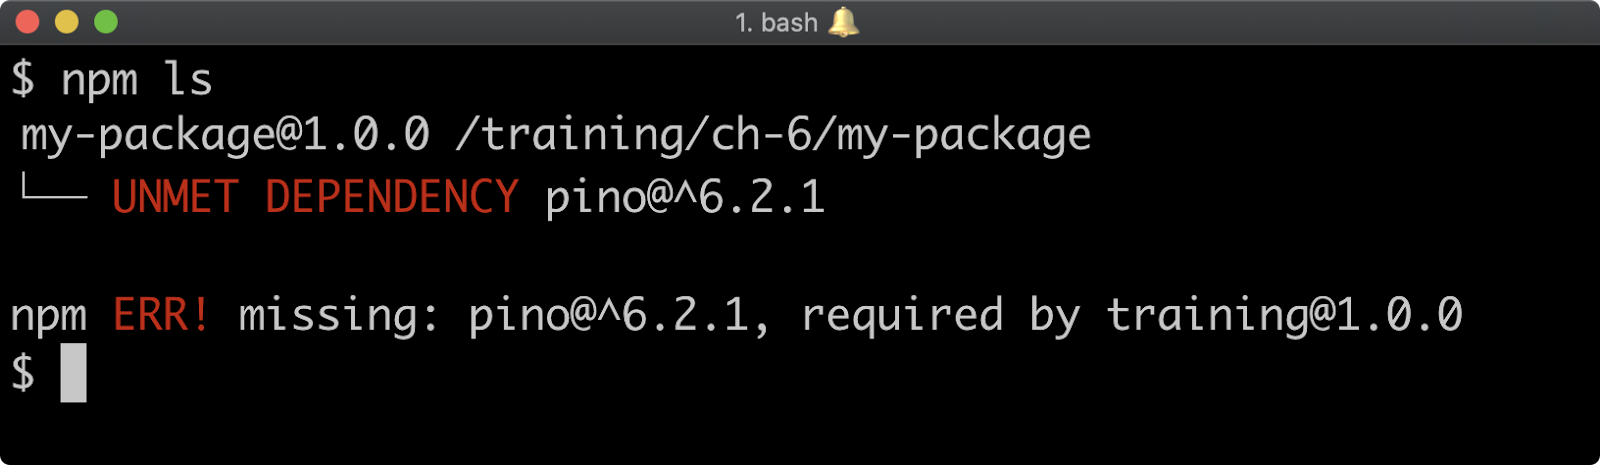 1. bash 🔔
$ npm ls
my-package@1.0.0 /training/ch-6/my-package
└── UNMET DEPENDENCY pino@^6.2.1
npm ERR! missing: pino@^6.2.1, required by training@1.0.0
$